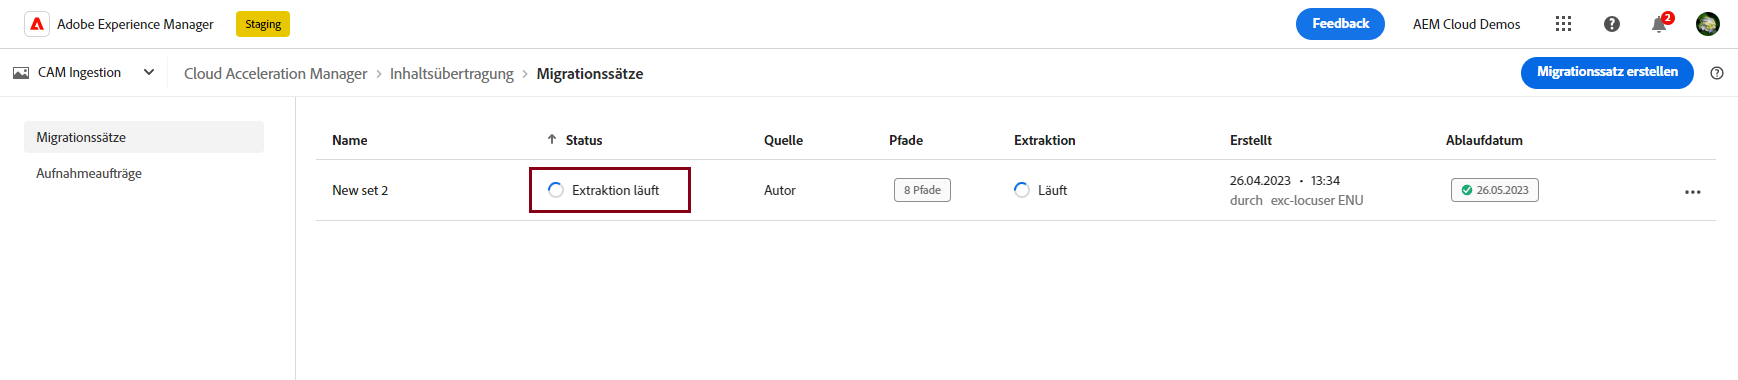 Adobe Experience Manager Staging Feedback AEM Cloud Demos 2
CAM Ingestion Cloud Acceleration Manager > Inhaltsübertragung > Migrationssätze Migrationssatz erstellen
Migrationssätze
Aufnahmeaufträge
Name Status Quelle Pfade Extraktion Erstellt Ablaufdatum
New set 2 Extraktion läuft Autor 8 Pfade Läuft 26.04.2023 • 13:34 26.05.2023
durch exc-locuser ENU